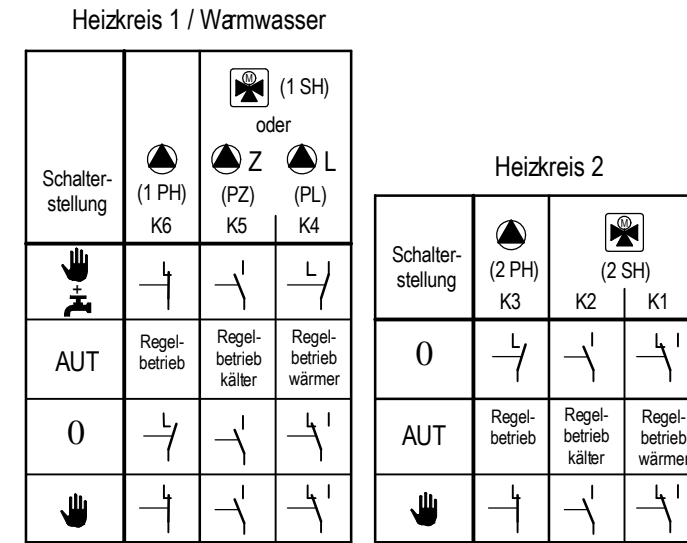 Heizkreis 1 / Warmwasser
M (1 SH)
oder
Z L
Schalter-
stellung
(1 PH) (PZ) (PL)
K6 K5 K4
+
AUT
Regel-
betrieb
Regel-
betrieb
kälter
Regel-
betrieb
wärmer
0
Heizkreis 2
M
Schalter-
stellung
(2 PH) (2 SH)
K3 K2 K1
0
AUT
Regel-
betrieb
Regel-
betrieb
kälter
Regel-
betrieb
wärmer